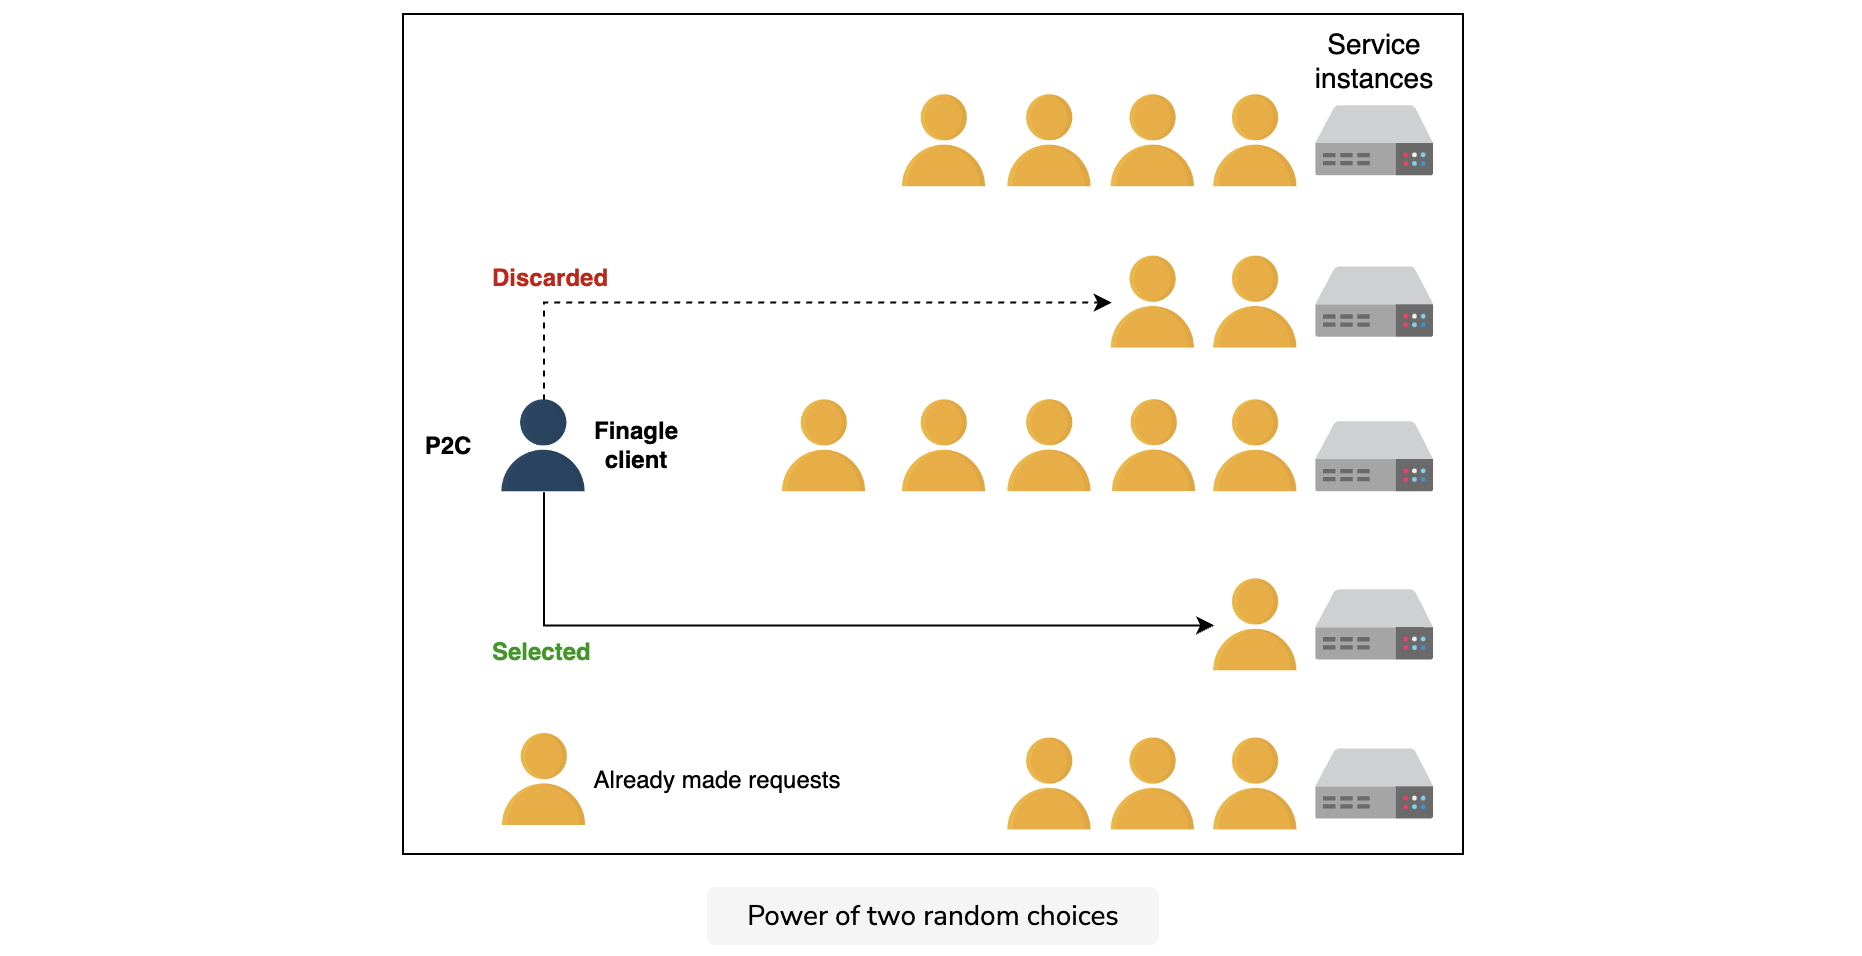 Service
instances
Discarded
P2C
Finagle
client
Selected
Already made requests
Power of two random choices